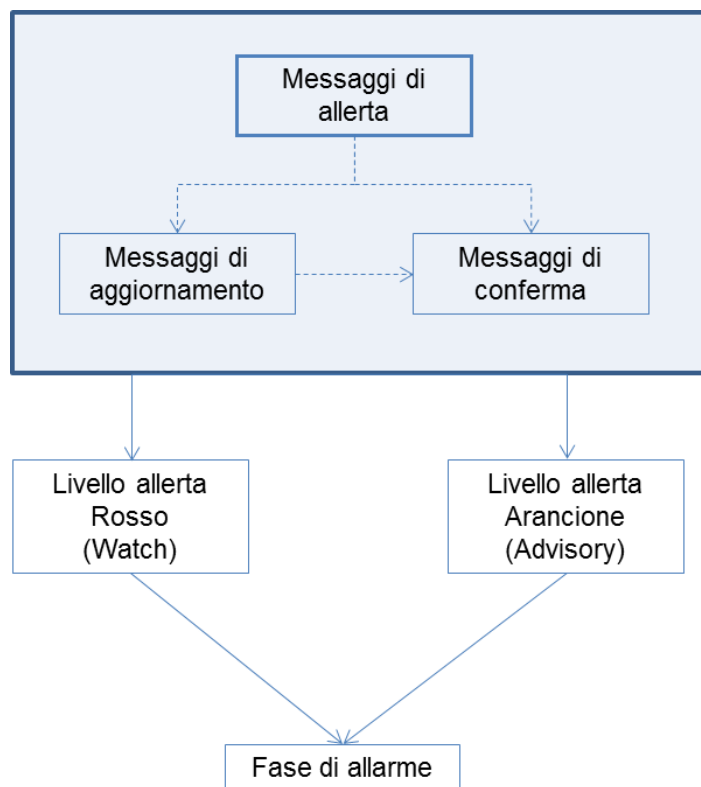 Messaggi di
allerta
Messaggi di
aggiornamento
Messaggi di
conferma
Livello allerta
Rosso
(Watch)
Livello allerta
Arancione
(Advisory)
Fase di allarme